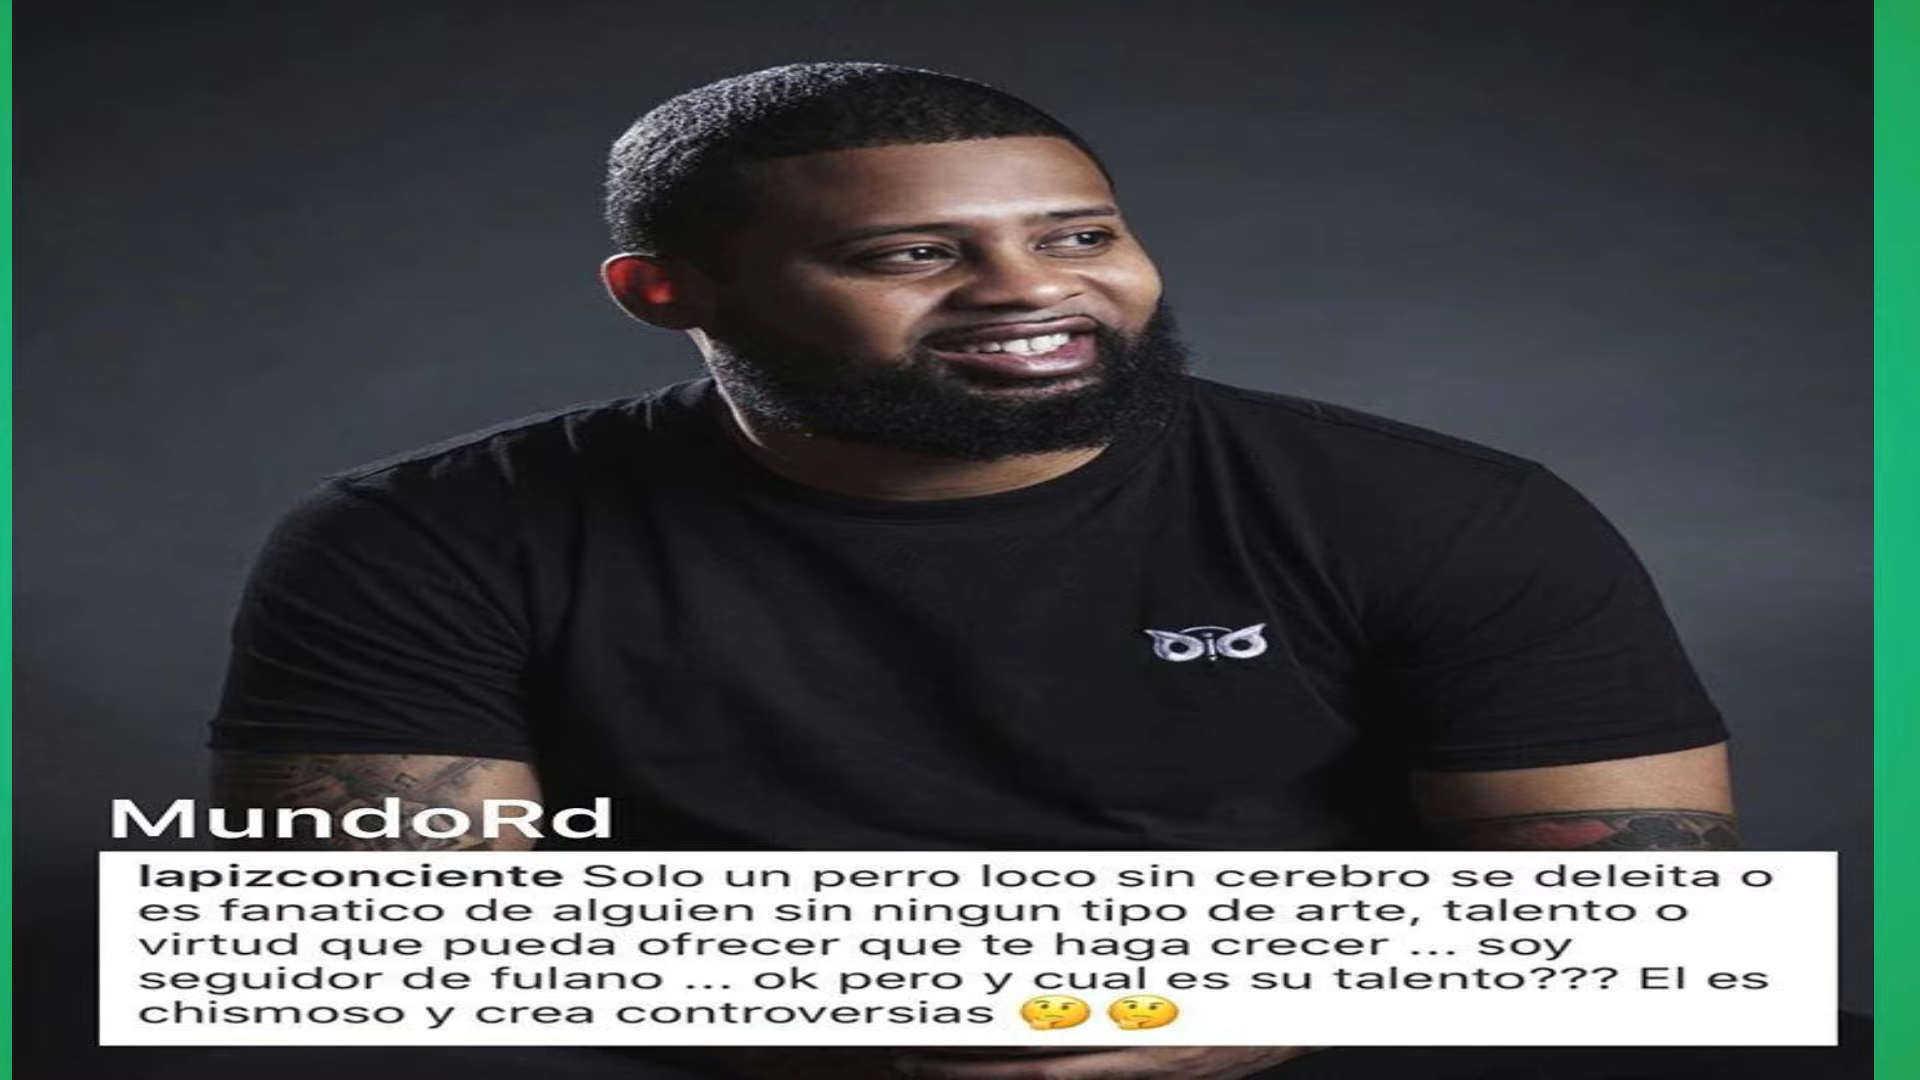 MundoRd
lapizconciente Solo un perro loco sin cerebro se deleita o
es fanatico de alguien sin ningun tipo de arte, talento o
virtud que pueda ofrecer que te haga crecer ... soy
seguidor de fulano ... ok pero y cual es su talento??? El es
chismoso y crea controversias 🤔🤔